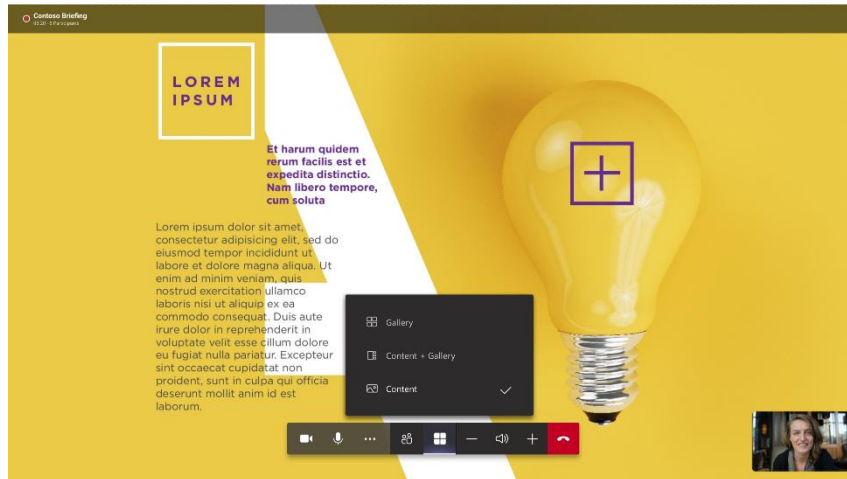 Contoso Briefing
LOREM
IPSUM
Et harum quidem
rerum facilis est et
expedita distinctio.
Nam libero tempore,
cum soluta
Lorem ipsum dolor sit amet,
consectetur adipisicing elit, sed do
eiusmod tempor incididunt ut
labore et dolore magna aliqua. Ut
enim ad minim veniam, quis
nostrud exercitation ullamco
laboris nisi ut aliquip ex ea
commodo consequat. Duis aute
irure dolor in reprehenderit in
voluptate velit esse cillum dolore
eu fugiat nulla pariatur. Excepteur
sint occaecat cupidatat non
proident, sunt in culpa qui officia
deserunt mollit anim id est
laborum.
Gallery
Content + Gallery
Content